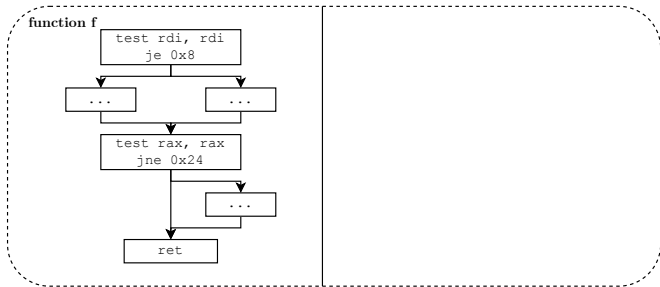 function f
test rdi, rdi
je 0x8
... ...
test rax, rax
jne 0x24
...
ret